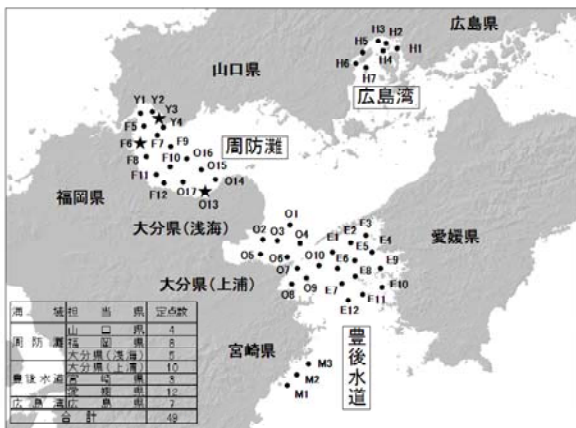 広島県
H3
H2
H5
H1
H4
H6
H7
山口県
広島湾
Y1
Y2
Y3
F5
Y4
F6
F7
F9
周防灘
F8
F10
O16
O15
F11
O14
福岡県
F12
O17
O13
大分県(浅海)
O1
愛媛県
O2
O3
O4
E3
E2
E1
E4
O5
O6
E5
O10
E6
E9
大分県(上浦)
O7
E8
O8
O9
E7
E10
E11
E12
宮崎県
豊後水道
M3
M2
M1
海域 担当県 定点数
周防灘 山口県 4
福岡県 8
大分県(浅海) 5
豊後水道 大分県(上浦) 10
宮崎県 3
愛媛県 12
広島湾 広島県 7
合計 49